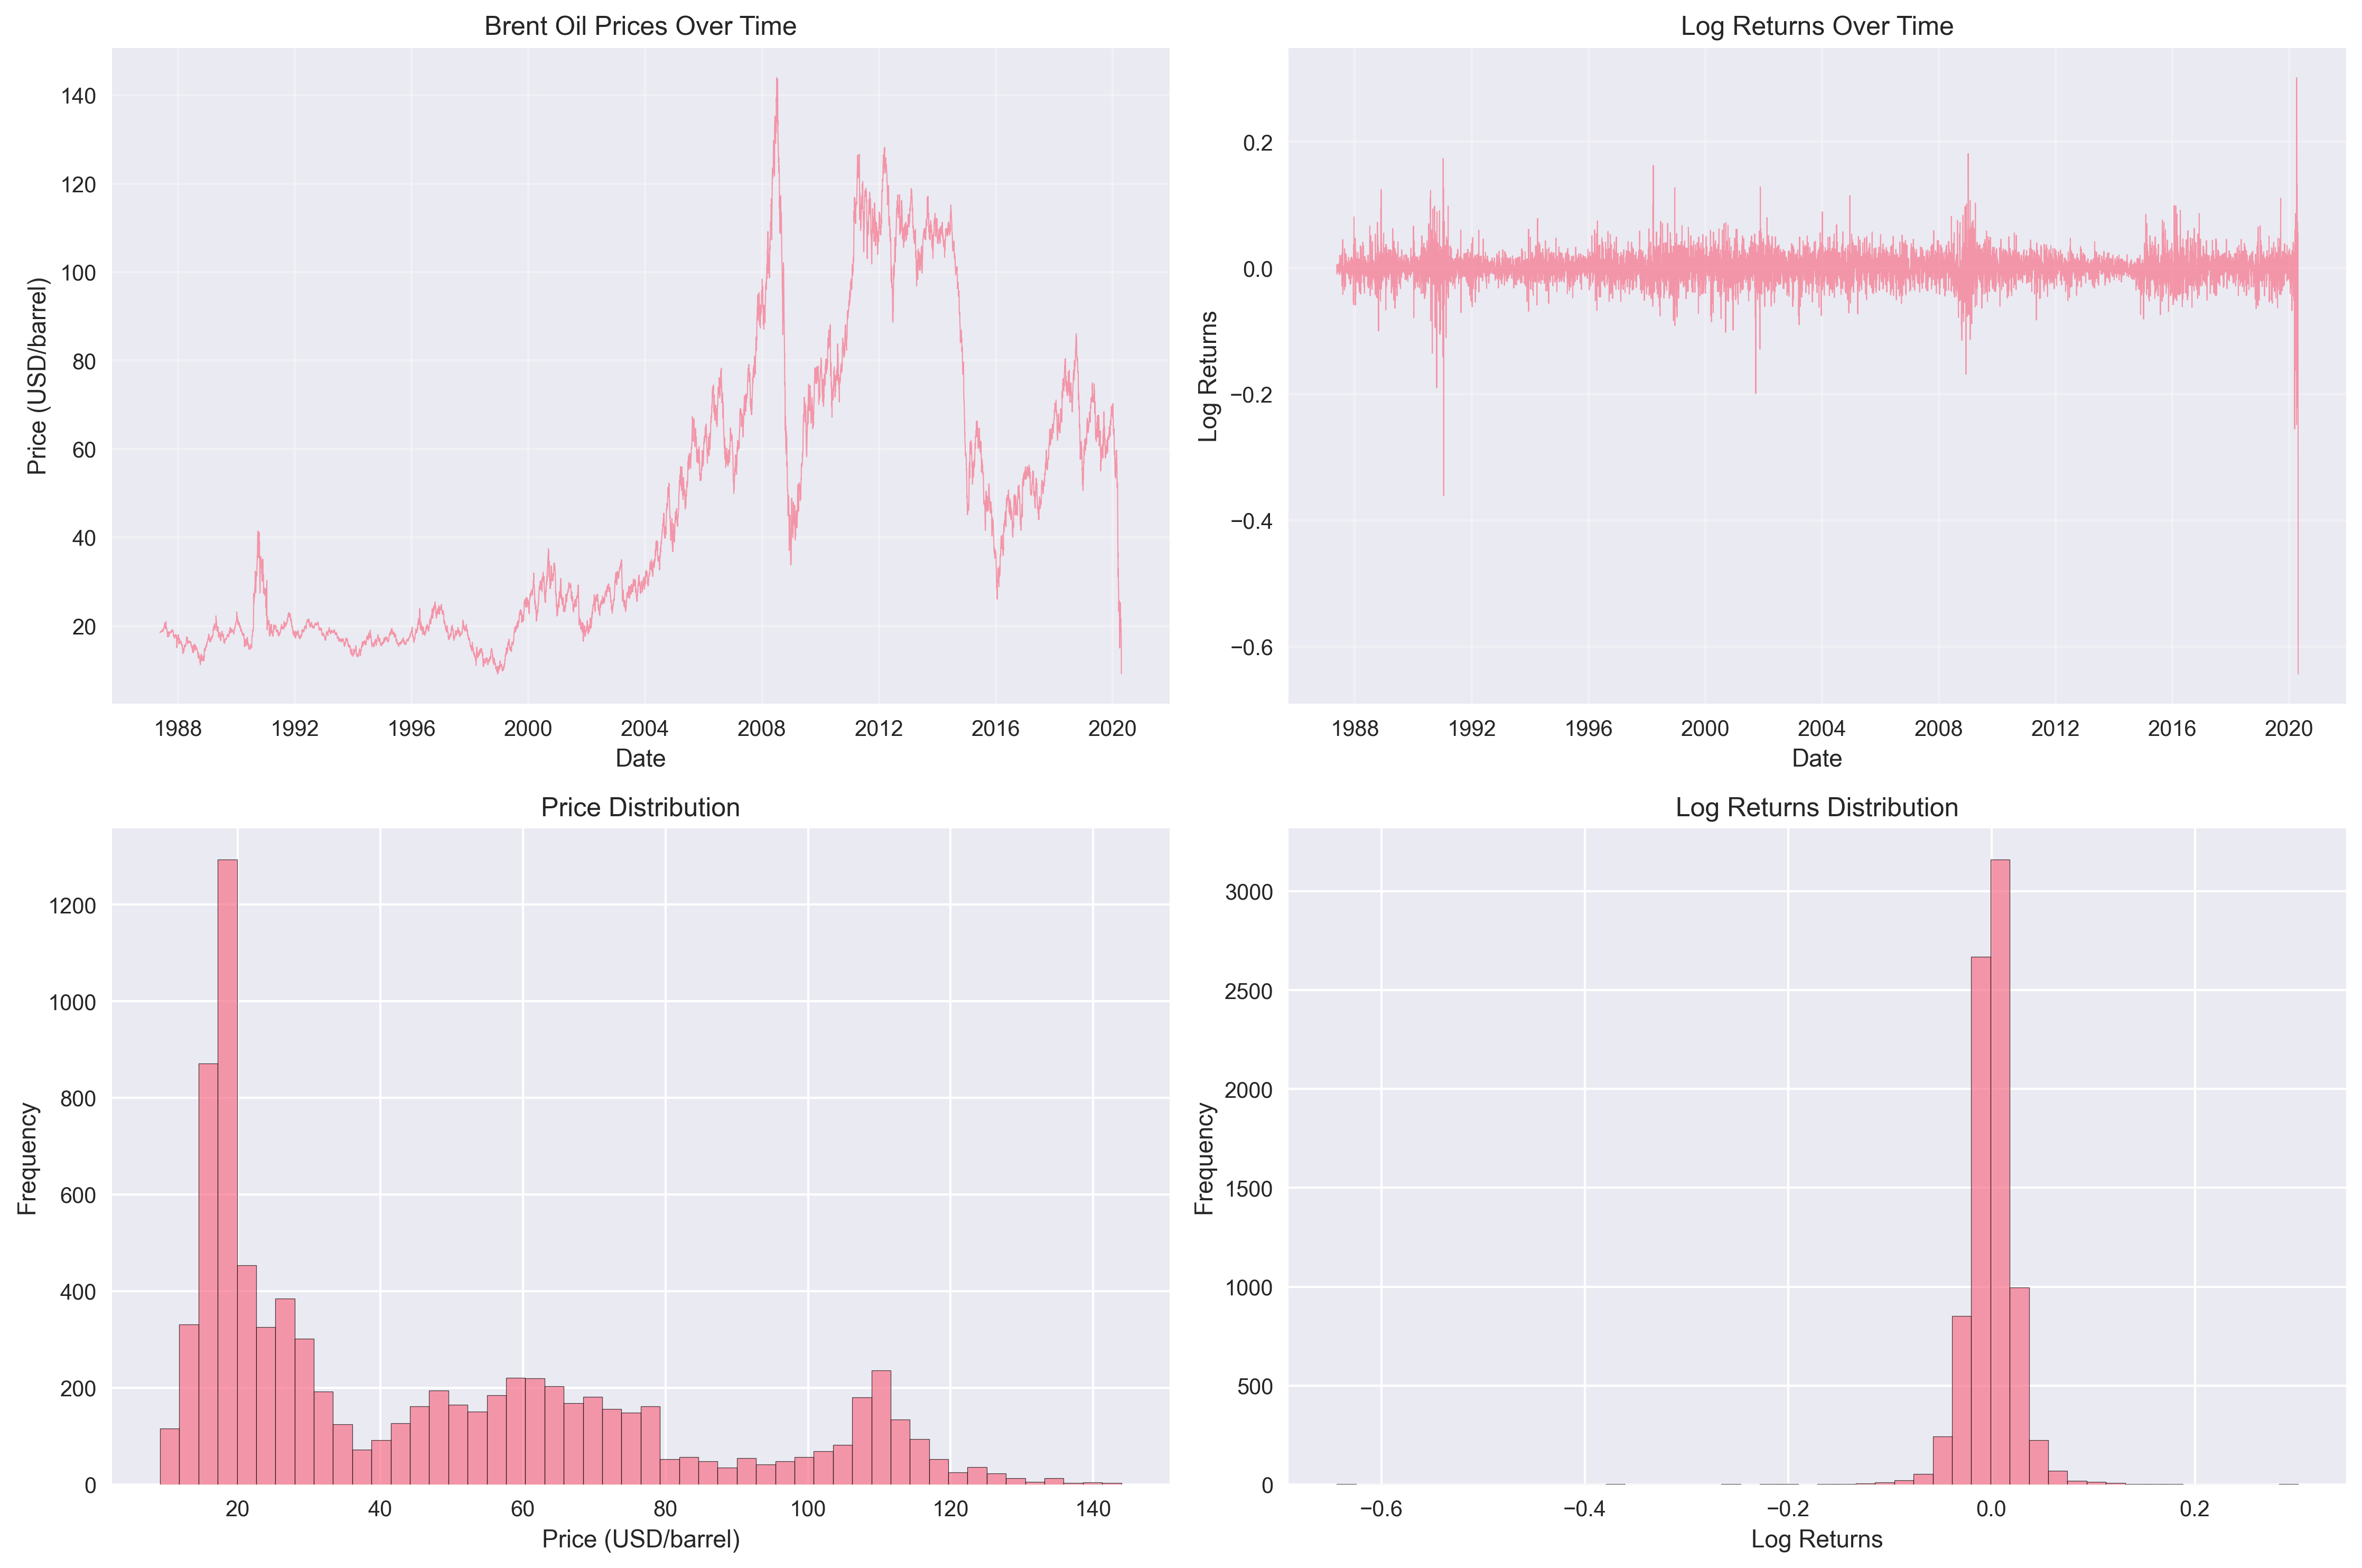 Brent Oil Prices Over Time
Price (USD/barrel)
140
120
100
80
60
40
20
1988 1992 1996 2000 2004 2008 2012 2016 2020
Date
Log Returns Over Time
Log Returns
0.2
0.0
−0.2
−0.4
−0.6
1988 1992 1996 2000 2004 2008 2012 2016 2020
Date
Price Distribution
Frequency
1200
1000
800
600
400
200
0
20 40 60 80 100 120 140
Price (USD/barrel)
Log Returns Distribution
Frequency
3000
2500
2000
1500
1000
500
0
−0.6 −0.4 −0.2 0.0 0.2
Log Returns